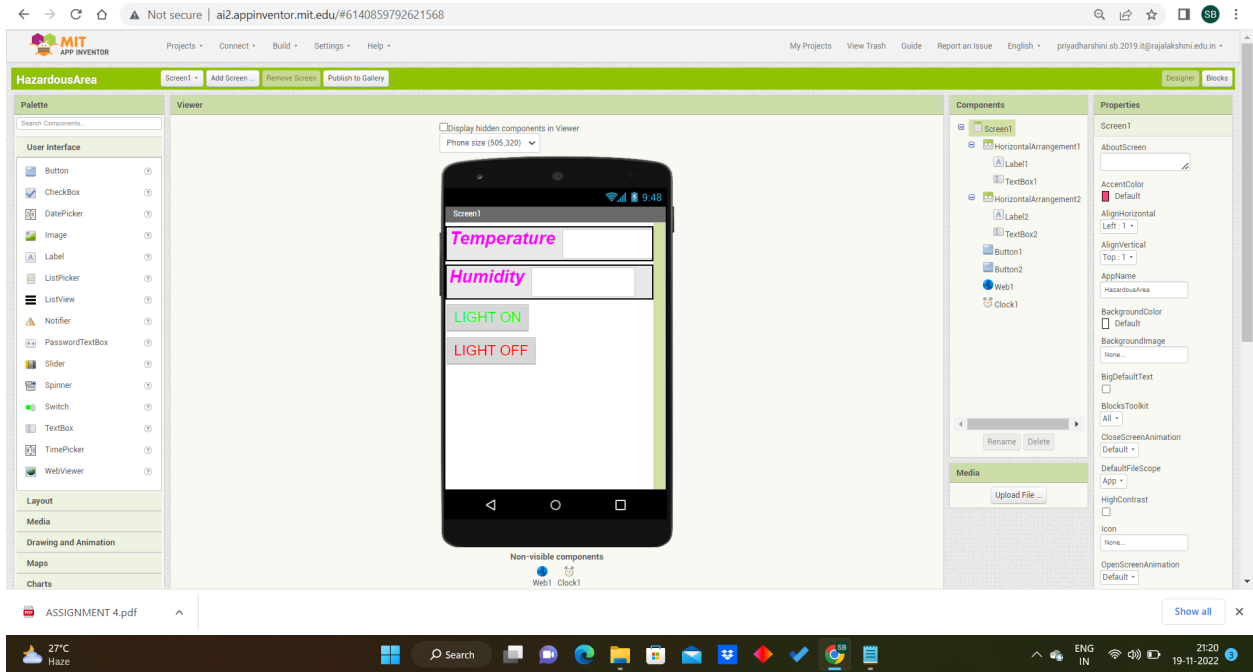 Not secure | ai2.appinventor.mit.edu/#6140859792621568
SB
MIT
APP INVENTOR
Projects Connect Build Settings Help
My Projects View Trash Guide Report an Issue English priyadharshini.sb.2019.it@rajalakshmi.edu.in
HazardousArea
Screen1 Add Screen ... Remove Screen Publish to Gallery
Designer Blocks
Palette
Search Components...
User Interface
Button
CheckBox
DatePicker
Image
Label
ListPicker
ListView
Notifier
PasswordTextBox
Slider
Spinner
Switch
TextBox
TimePicker
WebViewer
Layout
Media
Drawing and Animation
Maps
Charts
Viewer
Display hidden components in Viewer
Phone size (505,320)
9:48
Screen1
Temperature
Humidity
LIGHT ON
LIGHT OFF
Non-visible components
Web1 Clock1
Components
Screen1
HorizontalArrangement1
Label1
TextBox1
HorizontalArrangement2
Label2
TextBox2
Button1
Button2
Web1
Clock1
Rename Delete
Media
Upload File ...
Properties
Screen1
AboutScreen
AccentColor
Default
AlignHorizontal
Left : 1
AlignVertical
Top : 1
AppName
HazardousArea
BackgroundColor
Default
BackgroundImage
None...
BigDefaultText
BlocksToolkit
All
CloseScreenAnimation
Default
DefaultFileScope
App
HighContrast
Icon
None...
OpenScreenAnimation
Default
PDF ASSIGNMENT 4.pdf
Show all
27°C
Haze
Search
SB
ENG
IN
21:20
19-11-2022
3